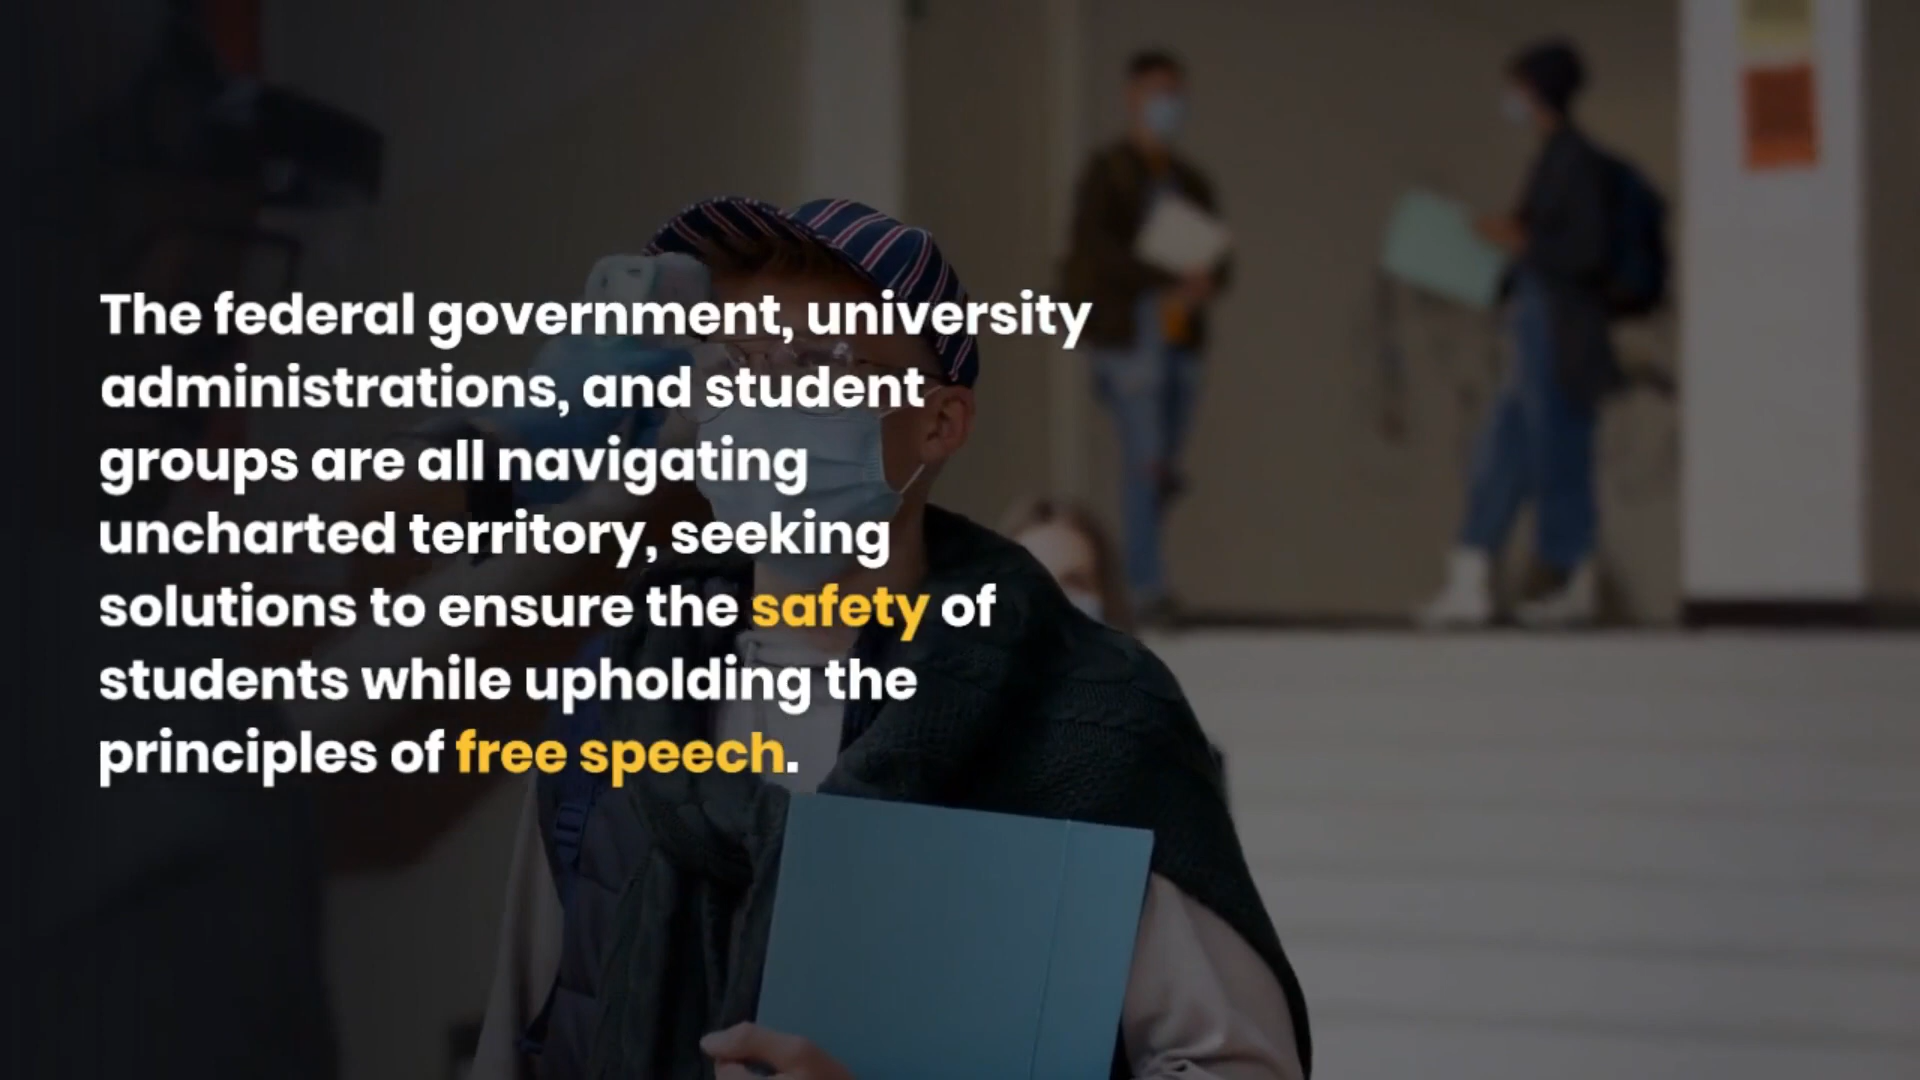 The federal government, university
administrations, and student
groups are all navigating
uncharted territory, seeking
solutions to ensure the safety of
students while upholding the
principles of free speech.